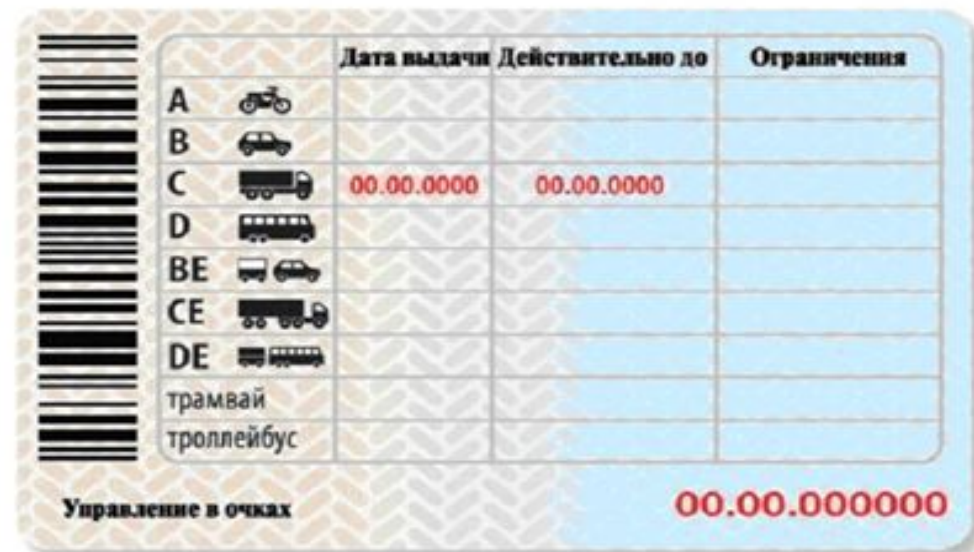 Дата выдачи Действительно до Ограничения
A
B
C 00.00.0000 00.00.0000
D
BE
CE
DE
трамвай
троллейбус
Управление в очках 00.00.000000